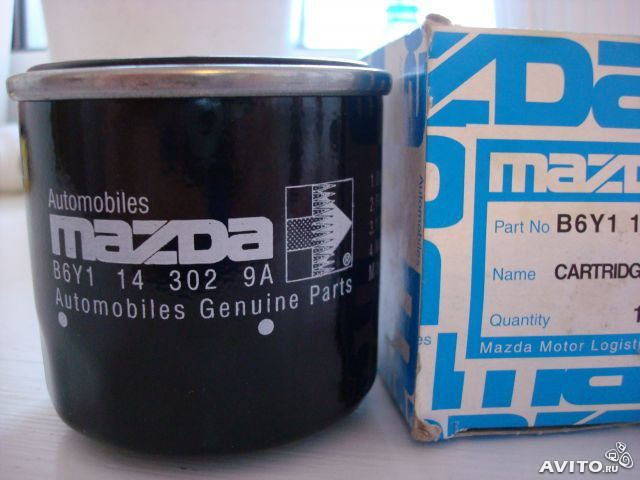 Automobiles
mazda
B6Y1 14 302 9A
Automobiles Genuine Parts
mazda
Part No B6Y1 1
Name CARTRIDG
Quantity 1
Mazda Motor Logist
AVITO.ru